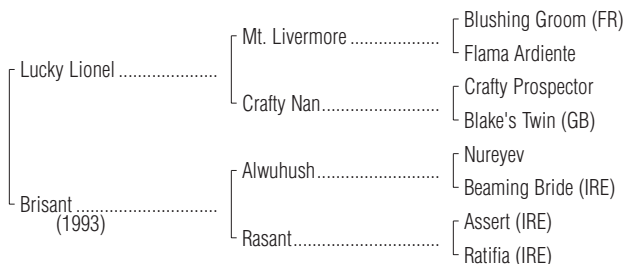 Blushing Groom (FR)
Mt. Livermore ....................
Flama Ardiente
Lucky Lionel ......................
Crafty Prospector
Crafty Nan..........................
Blake's Twin (GB)
Nureyev
Alwuhush...........................
Beaming Bride (IRE)
Brisant ................................
(1993)
Assert (IRE)
Rasant................................
Ratifia (IRE)